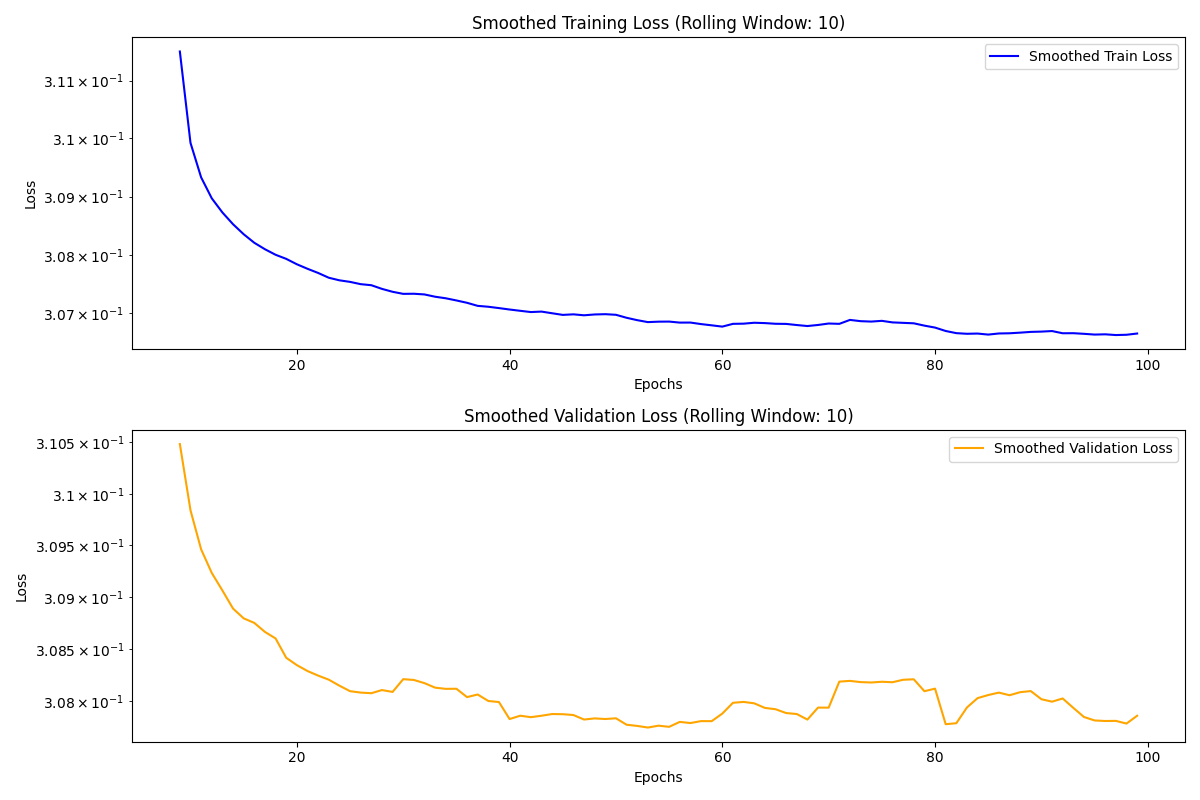 Smoothed Training Loss (Rolling Window: 10)
Smoothed Train Loss
3.11 × 10⁻¹
3.1 × 10⁻¹
3.09 × 10⁻¹
3.08 × 10⁻¹
3.07 × 10⁻¹
Loss
20 40 60 80 100
Epochs
Smoothed Validation Loss (Rolling Window: 10)
Smoothed Validation Loss
3.105 × 10⁻¹
3.1 × 10⁻¹
3.095 × 10⁻¹
3.09 × 10⁻¹
3.085 × 10⁻¹
3.08 × 10⁻¹
Loss
20 40 60 80 100
Epochs